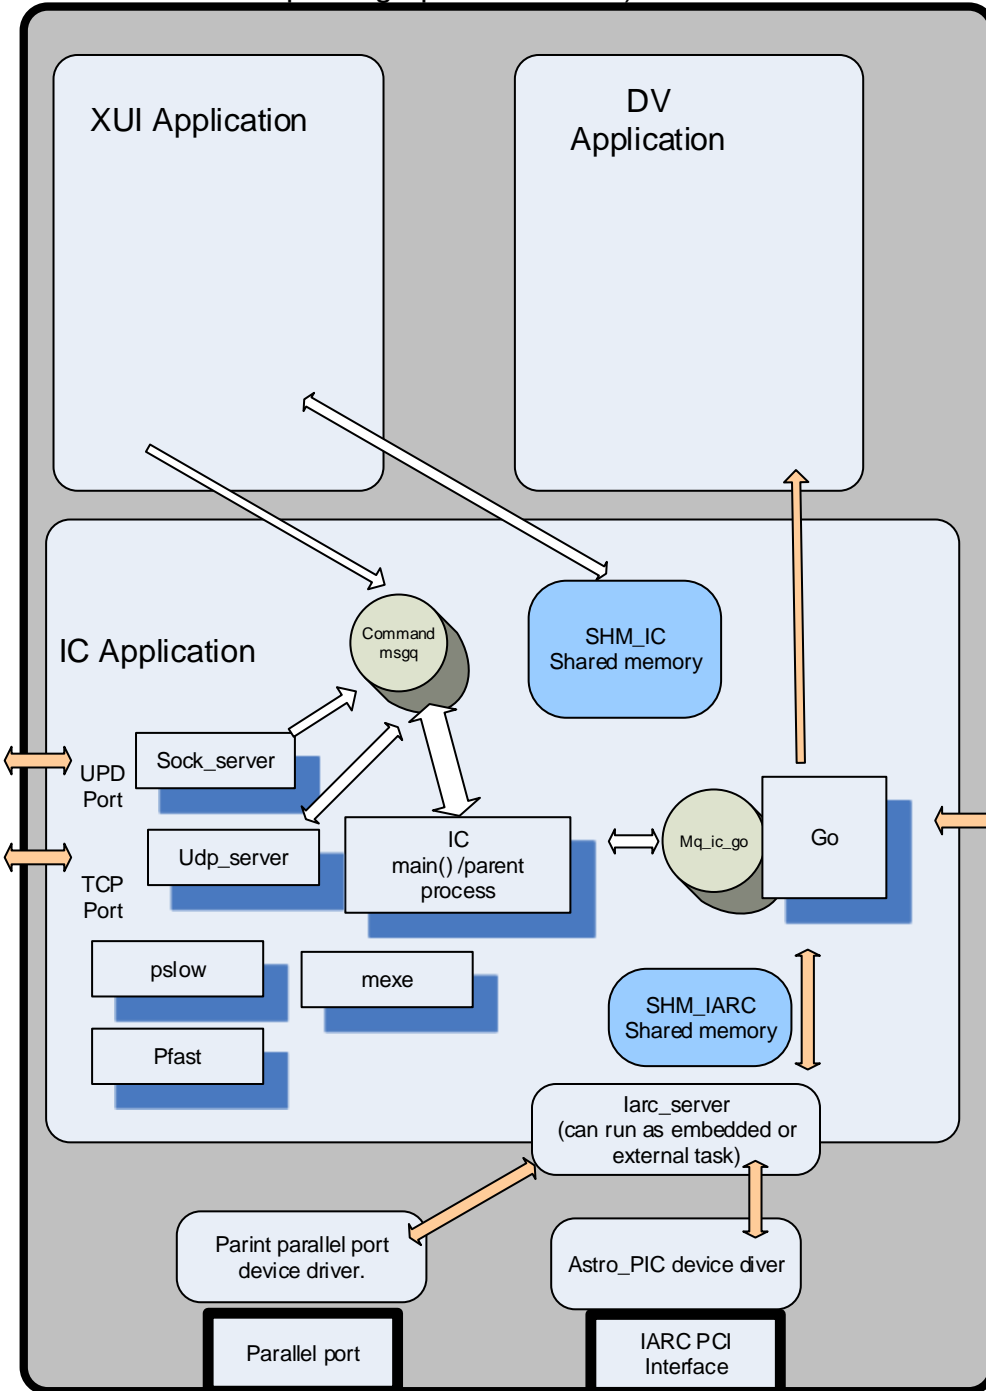 XUI Application
DV
Application
IC Application
Command
msgq
SHM_IC
Shared memory
UPD
Port
Sock_server
TCP
Port
Udp_server
IC
main() /parent
process
Mq_ic_go
Go
pslow
mexe
Pfast
SHM_IARC
Shared memory
Iarc_server
(can run as embedded or
external task)
Parint parallel port
device driver.
Astro_PIC device diver
Parallel port
IARC PCI
Interface